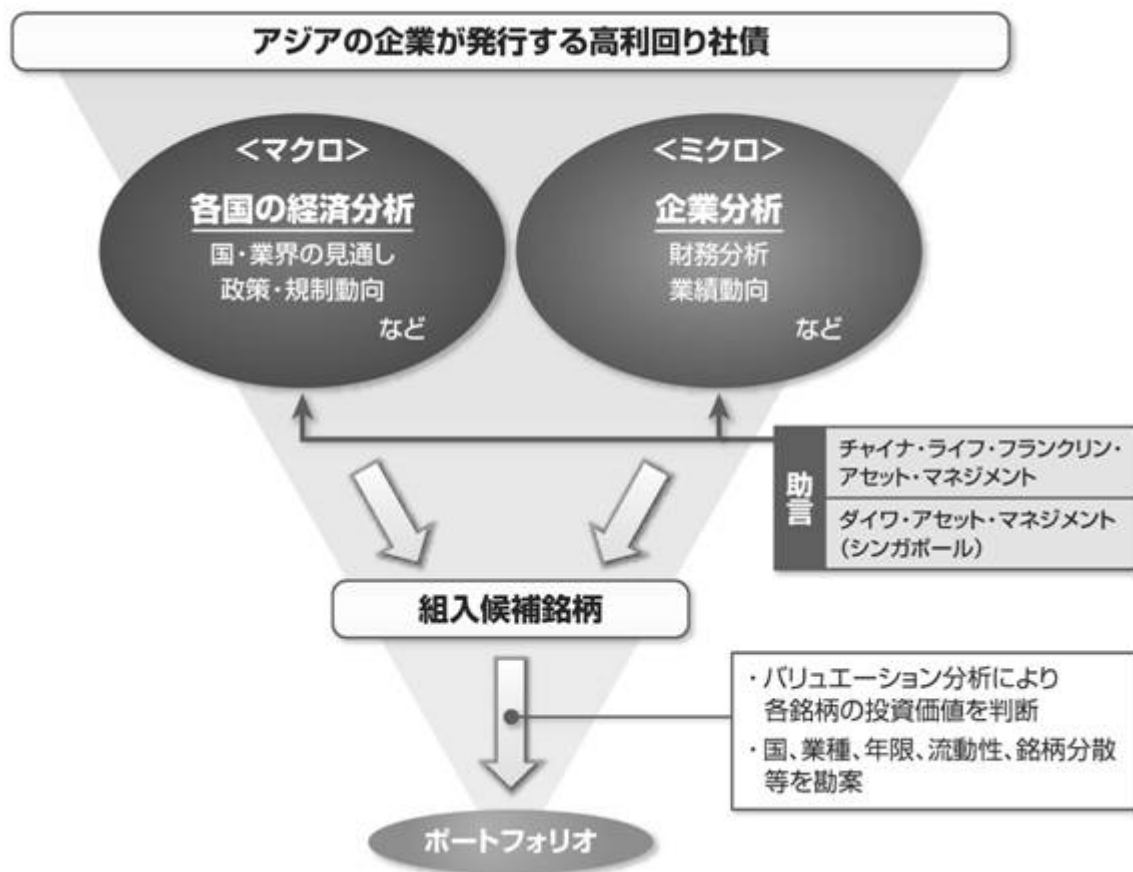 アジアの企業が発行する高利回り社債
<マクロ>
各国の経済分析
国・業界の見通し
政策・規制動向
など
<ミクロ>
企業分析
財務分析
業績動向
など
助言
チャイナ・ライフ・フランクリン・
アセット・マネジメント
ダイワ・アセット・マネジメント
(シンガポール)
組入候補銘柄
・バリュエーション分析により
各銘柄の投資価値を判断
・国、業種、年限、流動性、銘柄分散
等を勘案
ポートフォリオ